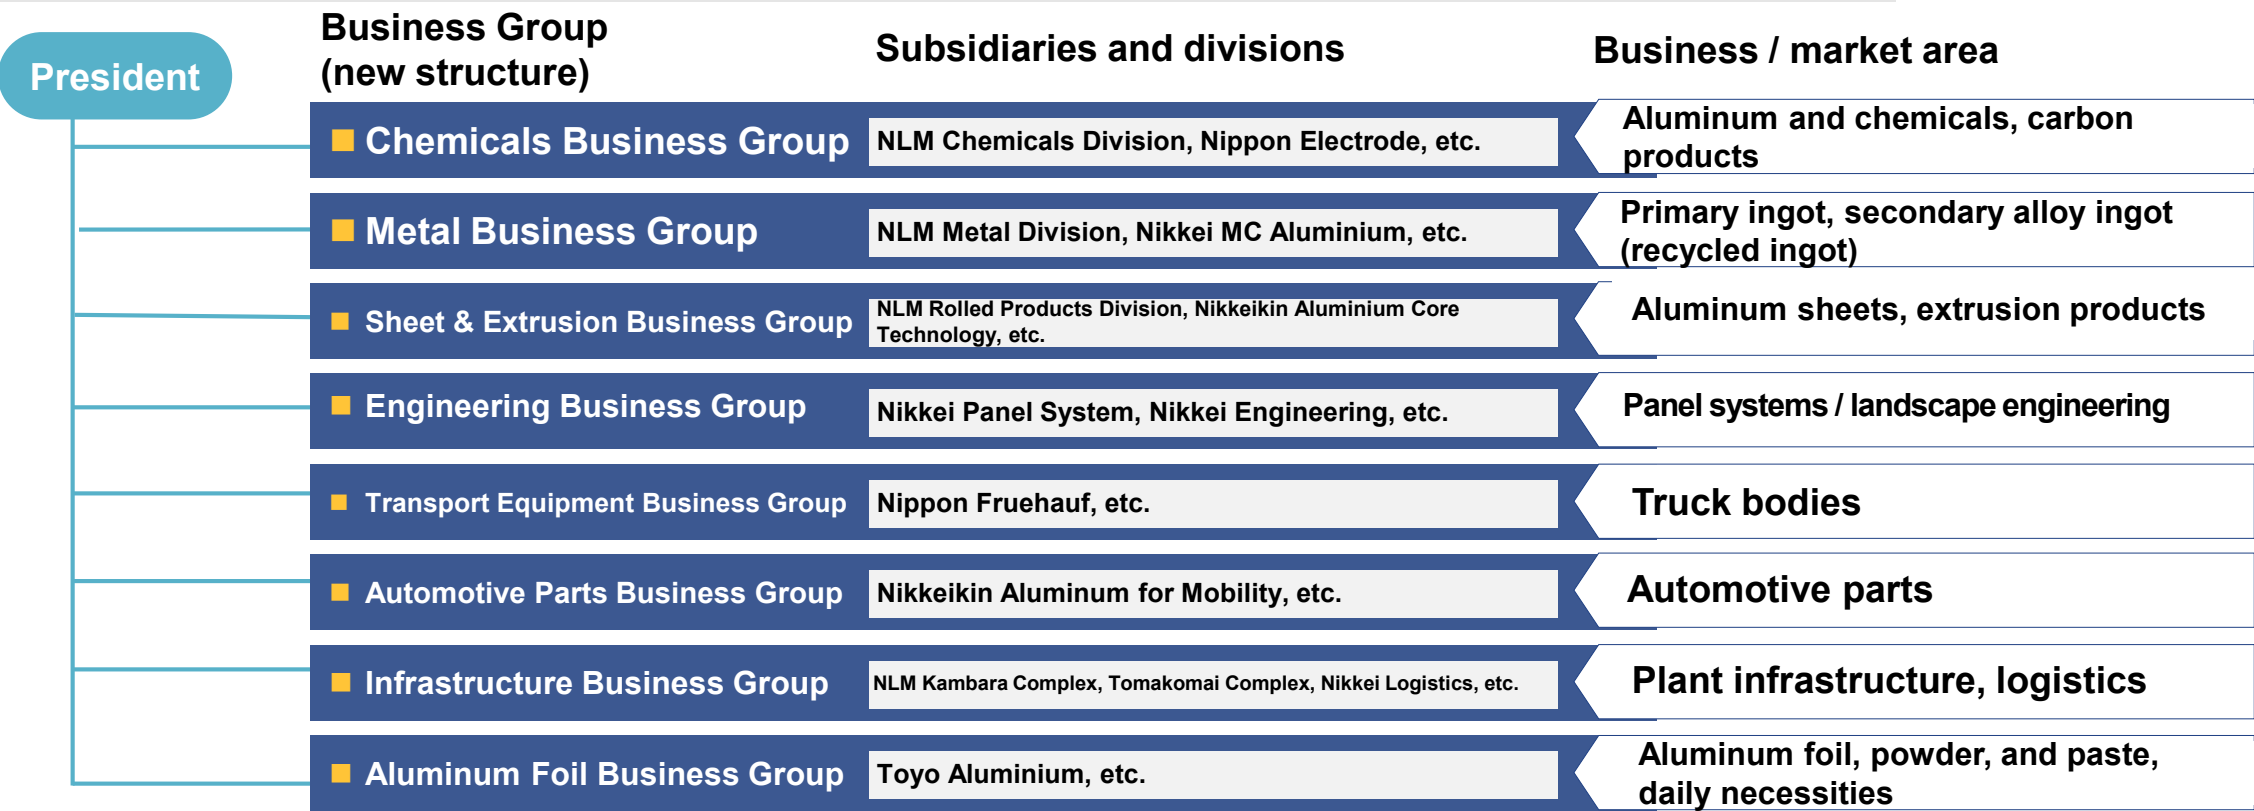 President
Business Group
(new structure)
Subsidiaries and divisions
Business / market area
Chemicals Business Group
NLM Chemicals Division, Nippon Electrode, etc.
Aluminum and chemicals, carbon
products
Metal Business Group
NLM Metal Division, Nikkei MC Aluminium, etc.
Primary ingot, secondary alloy ingot
(recycled ingot)
Sheet & Extrusion Business Group
NLM Rolled Products Division, Nikkeikin Aluminium Core
Technology, etc.
Aluminum sheets, extrusion products
Engineering Business Group
Nikkei Panel System, Nikkei Engineering, etc.
Panel systems / landscape engineering
Transport Equipment Business Group
Nippon Fruehauf, etc.
Truck bodies
Automotive Parts Business Group
Nikkeikin Aluminum for Mobility, etc.
Automotive parts
Infrastructure Business Group
NLM Kambara Complex, Tomakomai Complex, Nikkei Logistics, etc.
Plant infrastructure, logistics
Aluminum Foil Business Group
Toyo Aluminium, etc.
Aluminum foil, powder, and paste,
daily necessities